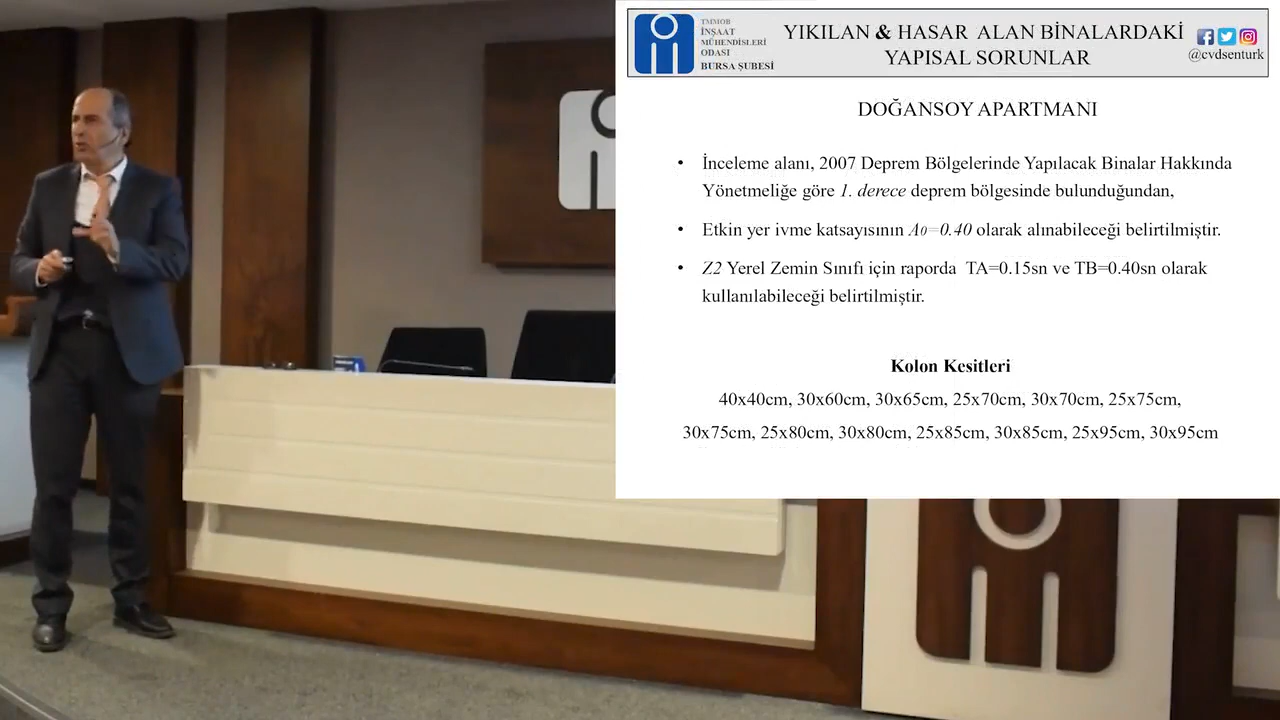 TMMOB
İNŞAAT
MÜHENDİSLERİ
ODASI
BURSA ŞUBESİ
YIKILAN & HASAR ALAN BİNALARDAKİ
YAPISAL SORUNLAR
@cvdsenturk
DOĞANSOY APARTMANI
• İnceleme alanı, 2007 Deprem Bölgelerinde Yapılacak Binalar Hakkında
Yönetmeliğe göre 1. derece deprem bölgesinde bulunduğundan,
• Etkin yer ivme katsayısının A0=0.40 olarak alınabileceği belirtilmiştir.
• Z2 Yerel Zemin Sınıfı için raporda TA=0.15sn ve TB=0.40sn olarak
kullanılabileceği belirtilmiştir.
Kolon Kesitleri
40x40cm, 30x60cm, 30x65cm, 25x70cm, 30x70cm, 25x75cm,
30x75cm, 25x80cm, 30x80cm, 25x85cm, 30x85cm, 25x95cm, 30x95cm